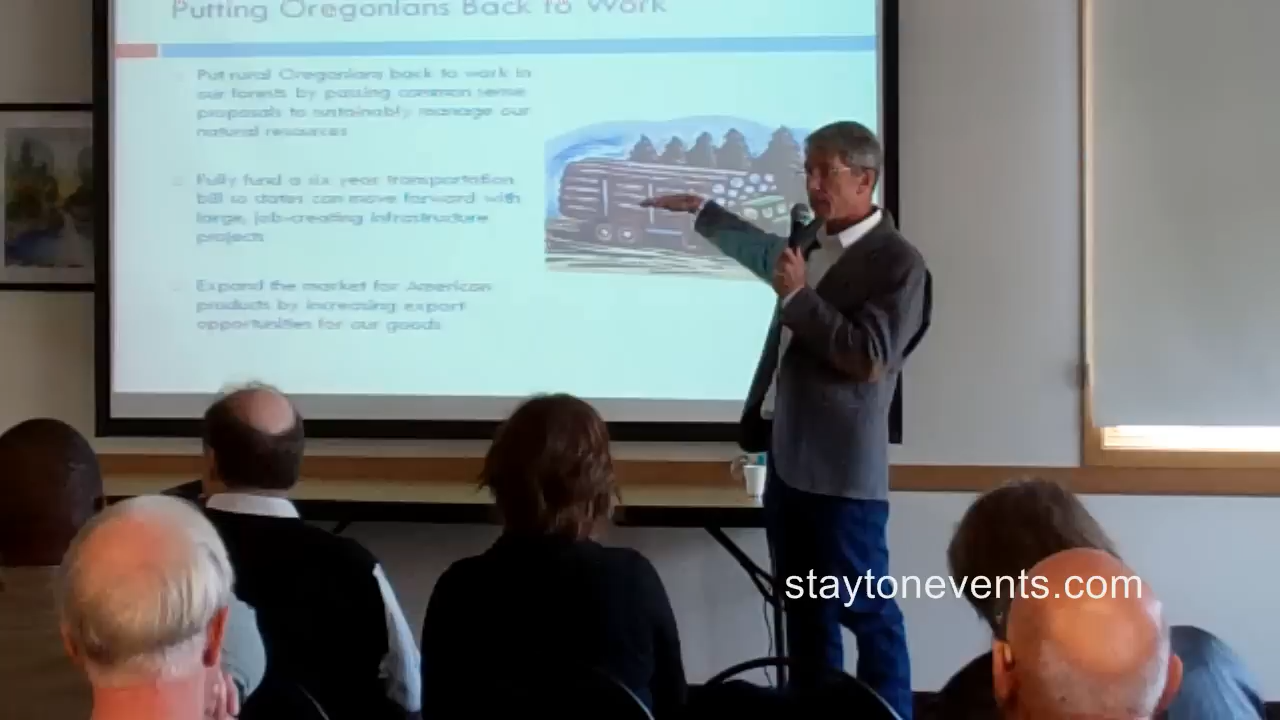 Putting Oregonians Back to Work
Put rural Oregonians back to work in
our forests by passing common sense
proposals to sustainably manage our
natural resources
Fully fund a six year transportation
bill so states can move forward with
large, job-creating infrastructure
projects
Expand the market for American
products by increasing export
opportunities for our goods
staytonevents.com